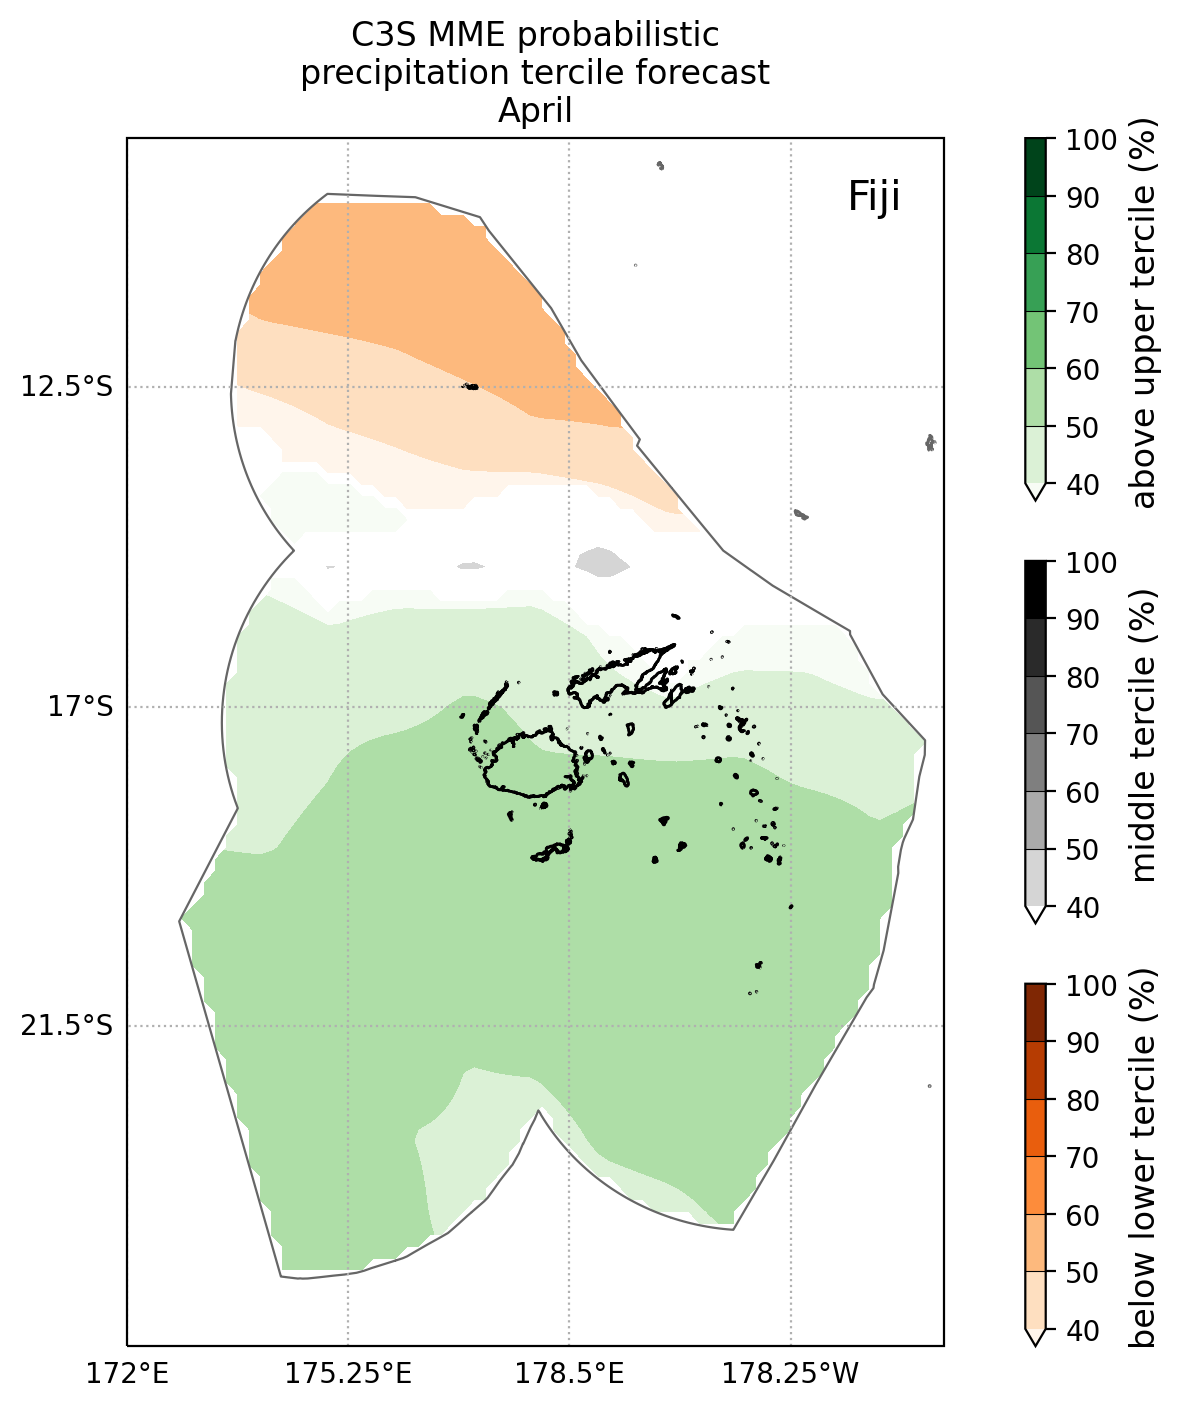 C3S MME probabilistic
precipitation tercile forecast
April
Fiji
12.5°S
17°S
21.5°S
172°E
175.25°E
178.5°E
178.25°W
100
90
80
70
60
50
40
above upper tercile (%)
100
90
80
70
60
50
40
middle tercile (%)
100
90
80
70
60
50
40
below lower tercile (%)